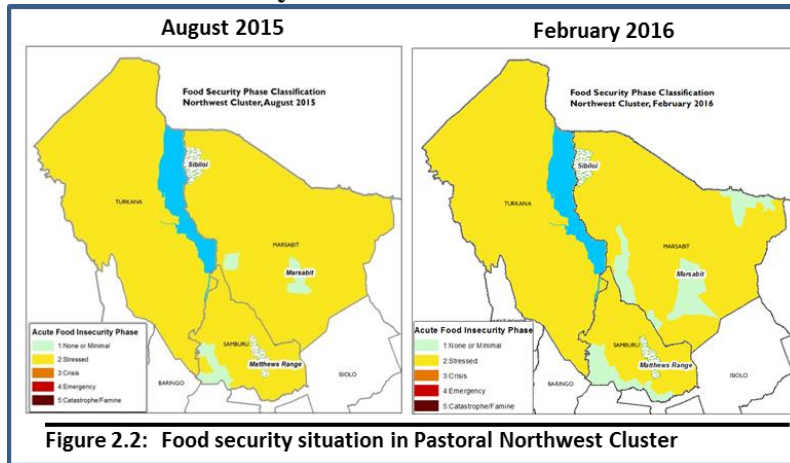 August 2015
Food Security Phase Classification
Northwest Cluster, August 2015
Sibiloi
TURKANA
MARSABIT
Marsabit
Acute Food Insecurity Phase
1:None or Minimal
2:Stressed
3:Crisis
4:Emergency
5:Catastrophe/Famine
SAMBURU
Matthews Range
BARINGO
ISIOLO
February 2016
Food Security Phase Classification
Northwest Cluster, February 2016
Sibiloi
TURKANA
MARSABIT
Marsabit
Acute Food Insecurity Phase
1:None or Minimal
2:Stressed
3:Crisis
4:Emergency
5:Catastrophe/Famine
SAMBURU
Matthews Range
BARINGO
ISIOLO
Figure 2.2: Food security situation in Pastoral Northwest Cluster